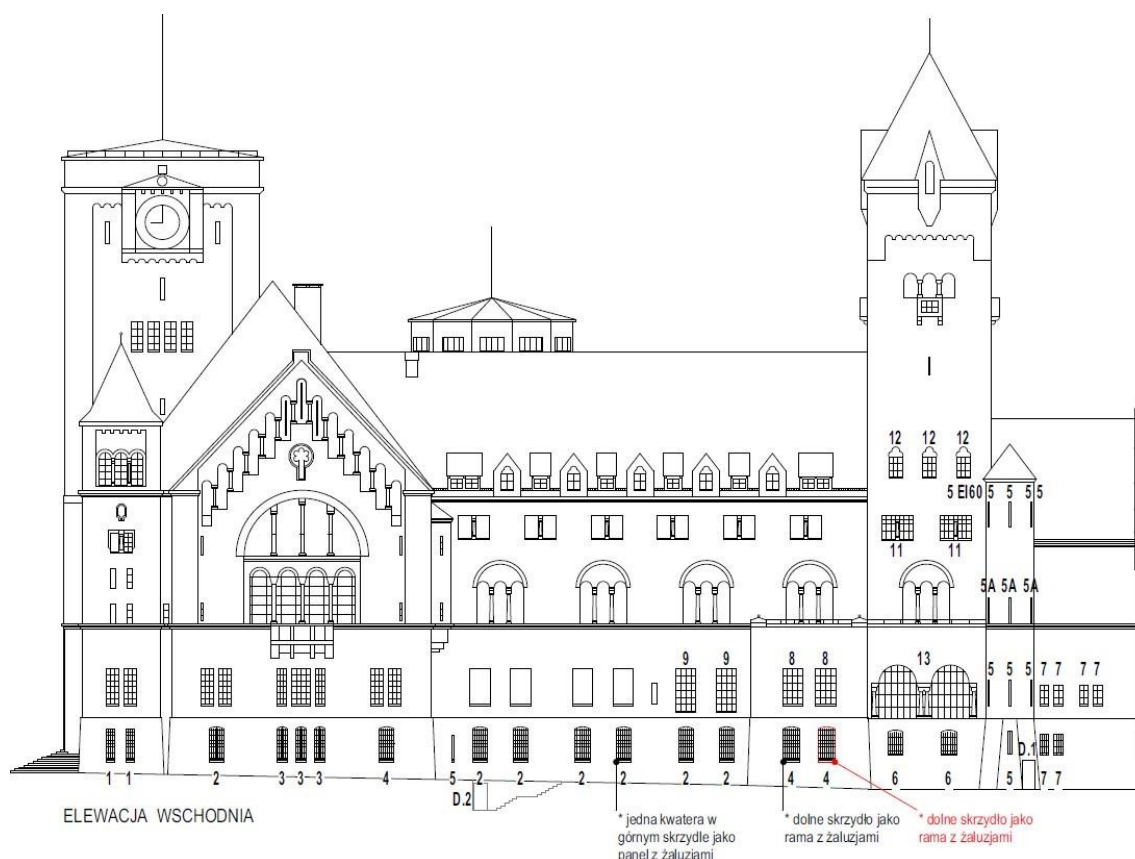 12 12 12
5 EI60 5 5 5 5
11 11
5A 5A 5A
9 9 8 8 13 5 5 5 7 7 7 7
D.1
1 1 2 3 3 3 4 5 2 2 2 2 2 2 4 4 6 6 5 7 7
D.2
ELEWACJA WSCHODNIA
* jedna kwatera w
górnym skrzydle jako
panel z żaluzjami
* dolne skrzydło jako
rama z żaluzjami
* dolne skrzydło jako
rama z żaluzjami